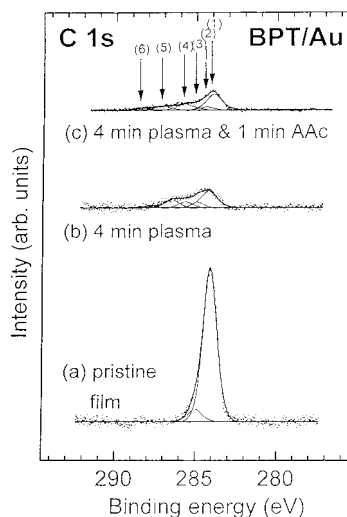 C 1s
BPT/Au
(6) (5) (4) (3) (2) (1)
(c) 4 min plasma & 1 min AAc
(b) 4 min plasma
(a) pristine
film
Intensity (arb. units)
290 285 280
Binding energy (eV)